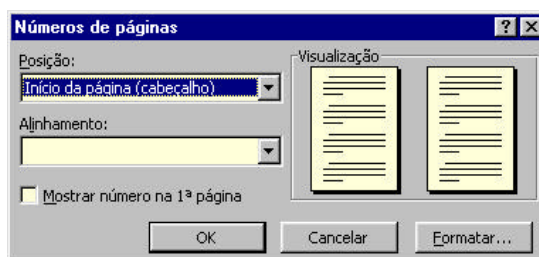 Números de páginas
Posição:
Início da página (cabeçalho)
Alinhamento:
Mostrar número na 1ª página
Visualização
OK
Cancelar
Formatar...